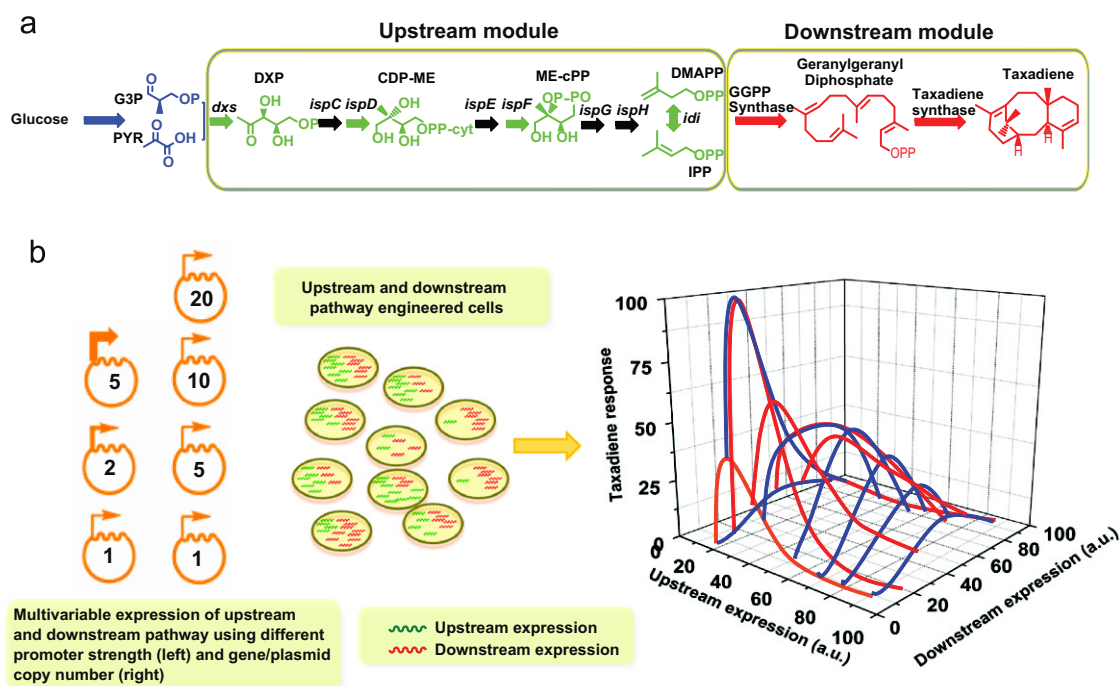 a
Upstream module
Downstream module
Glucose
G3P
PYR
dxs
DXP
ispC
ispD
CDP-ME
ispE
ispF
ME-cPP
ispG
ispH
DMAPP
idi
IPP
GGPP
Synthase
Geranylgeranyl
Diphosphate
Taxadiene
synthase
Taxadiene
O
OP
O
OH
O
OH
O
OP
OH
OH
OH
OPP-cyt
OH
OH
OP-PO
O
OH
OH
OPP
OPP
OPP
H
H
b
20
5
10
2
5
1
1
Multivariable expression of upstream
and downstream pathway using different
promoter strength (left) and gene/plasmid
copy number (right)
Upstream and downstream
pathway engineered cells
Upstream expression
Downstream expression
Taxadiene response
100
75
50
25
0
0
20
40
60
80
100
Upstream expression (a.u.)
0
20
40
60
80
100
Downstream expression (a.u.)